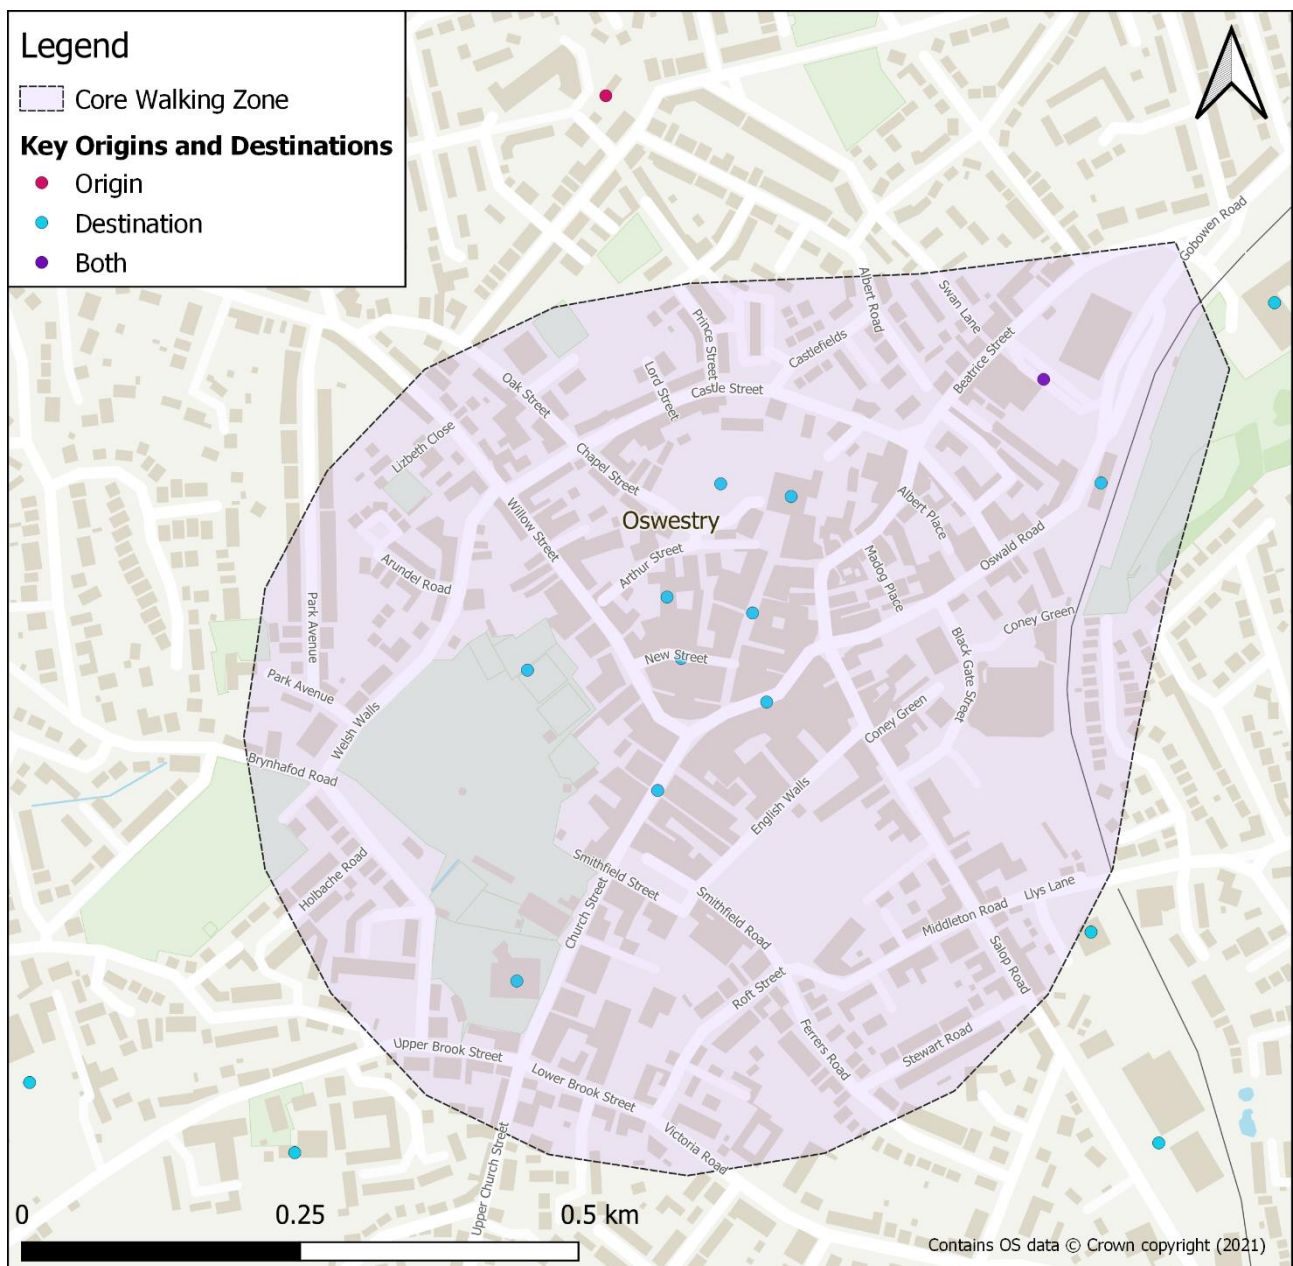 Legend
Core Walking Zone
Key Origins and Destinations
Origin
Destination
Both
Gobowen Road
Albert Road
Swan Lane
Prince Street
Castlefields
Beatrice Street
Lord Street
Castle Street
Oak Street
Lizbeth Close
Chapel Street
Willow Street
Albert Place
Oswestry
Oswald Road
Arthur Street
Madog Place
Arundel Road
Park Avenue
Coney Green
New Street
Black Gate Street
Park Avenue
Welsh Walls
Coney Green
Brynhafod Road
English Walls
Smithfield Street
Holbache Road
Church Street
Smithfield Road
Llys Lane
Middleton Road
Salop Road
Roft Street
Ferrers Road
Stewart Road
Upper Brook Street
Lower Brook Street
Victoria Road
Upper Church Street
0 0.25 0.5 km
Contains OS data © Crown copyright (2021)